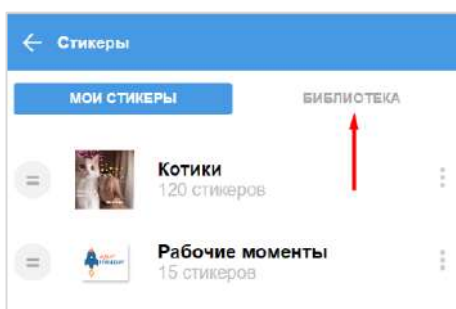 Стикеры
МОИ СТИКЕРЫ
БИБЛИОТЕКА
Котики
120 стикеров
Рабочие моменты
15 стикеров